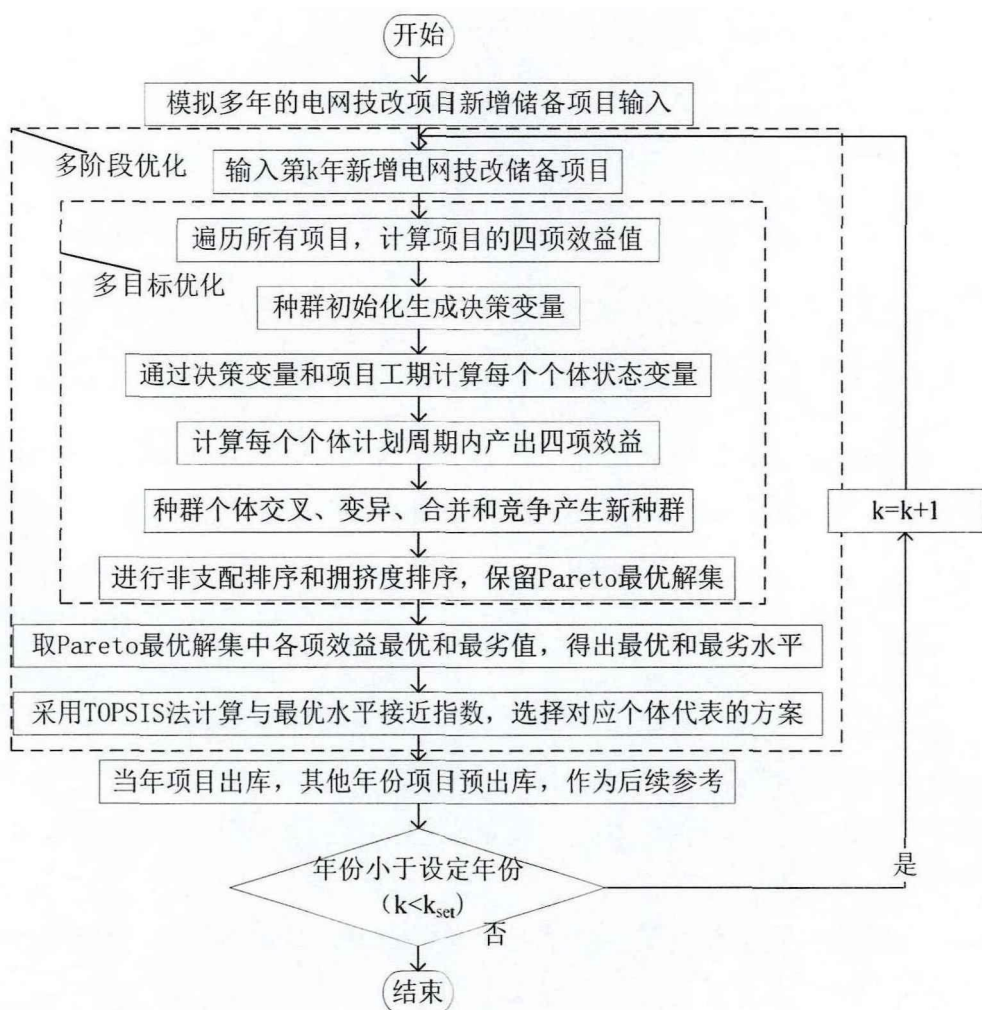 开始
模拟多年的电网技改项目新增储备项目输入
多阶段优化
输入第k年新增电网技改储备项目
遍历所有项目，计算项目的四项效益值
多目标优化
种群初始化生成决策变量
通过决策变量和项目工期计算每个个体状态变量
计算每个个体计划周期内产出四项效益
种群个体交叉、变异、合并和竞争产生新种群
k=k+1
进行非支配排序和拥挤度排序，保留Pareto最优解集
取Pareto最优解集中各项效益最优和最劣值，得出最优和最劣水平
采用TOPSIS法计算与最优水平接近指数，选择对应个体代表的方案
当年项目出库，其他年份项目预出库，作为后续参考
年份小于设定年份
（k<kset）
是
否
结束